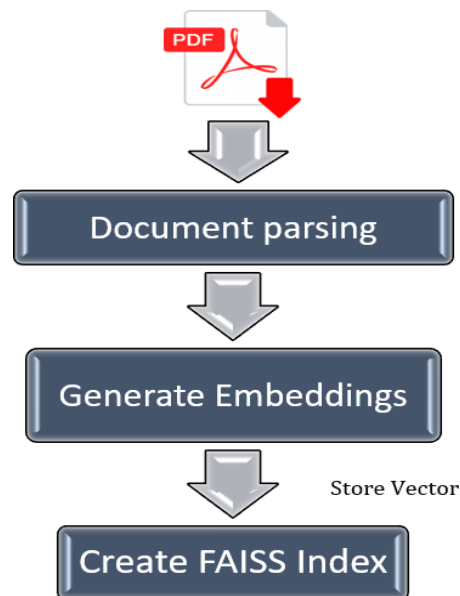 PDF
Document parsing
Generate Embeddings
Store Vector
Create FAISS Index